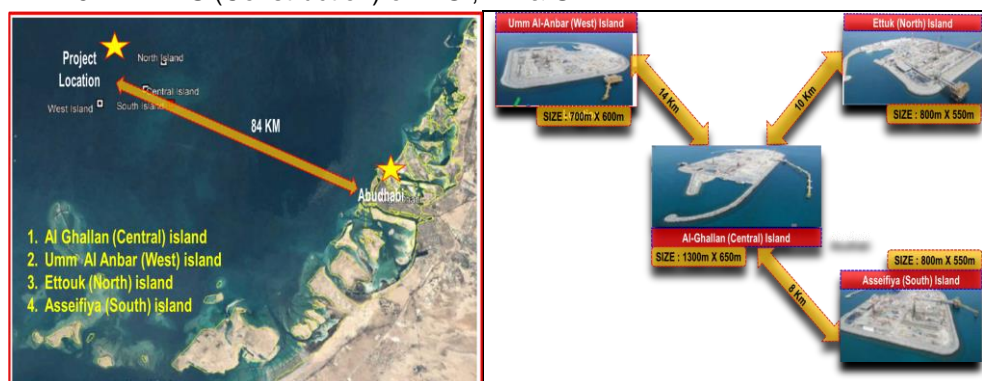 Project
Location
North Island
Central Island
West Island
South Island
84 KM
Abudhabi
1. Al Ghallan (Central) island
2. Umm Al Anbar (West) island
3. Ettouk (North) island
4. Asseifiya (South) island
Umm Al-Anbar (West) Island
SIZE : 700m X 600m
14 Km
Ettuk (North) Island
SIZE : 800m X 550m
10 Km
Al-Ghallan (Central) Island
SIZE : 1300m X 650m
8 Km
SIZE : 800m X 550m
Asseifiya (South) Island